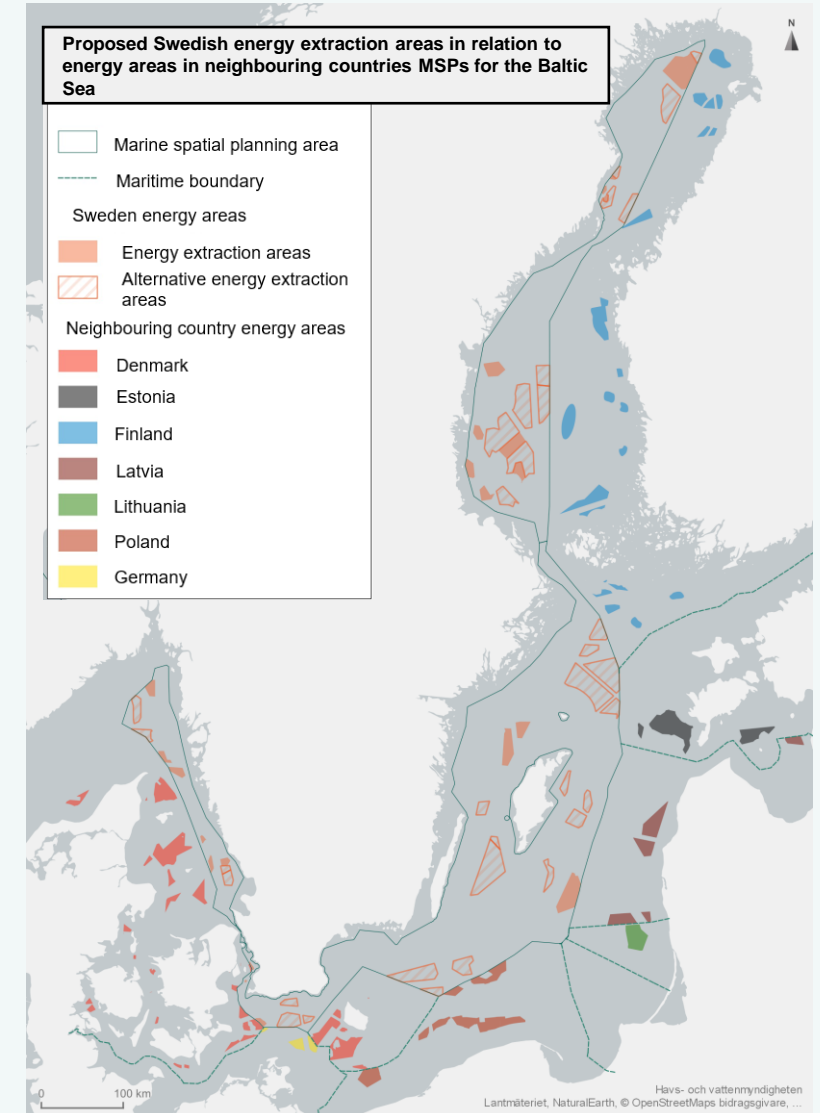 Proposed Swedish energy extraction areas in relation to
energy areas in neighbouring countries MSPs for the Baltic
Sea
N
Marine spatial planning area
Maritime boundary
Sweden energy areas
Energy extraction areas
Alternative energy extraction
areas
Neighbouring country energy areas
Denmark
Estonia
Finland
Latvia
Lithuania
Poland
Germany
0 100 km
Havs- och vattenmyndigheten
Lantmäteriet, NaturalEarth, © OpenStreetMaps bidragsgivare, ...